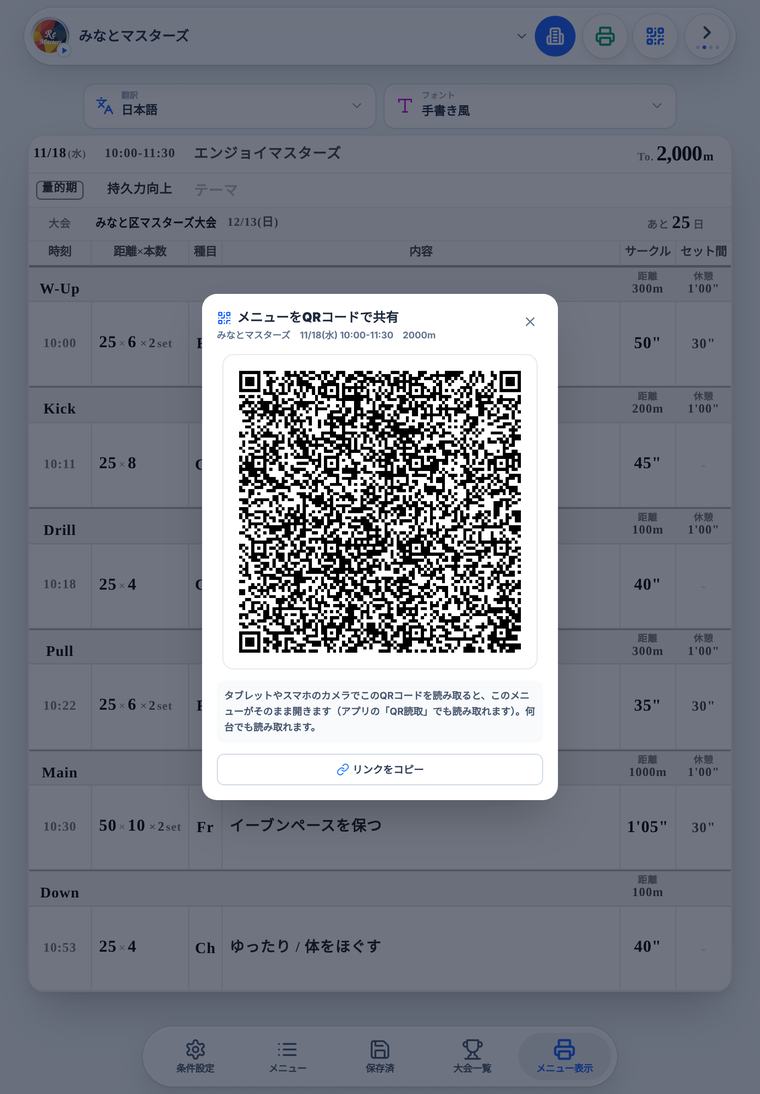 みなとマスターズ
翻訳
日本語
フォント
手書き風
11/18(水) 10:00-11:30 エンジョイマスターズ To. 2,000m
量的期 持久力向上 テーマ
大会 みなと区マスターズ大会 12/13(日) あと 25 日
時刻 距離×本数 種目 内容 サークル セット間
W-Up 距離 300m 休憩 1'00"
10:00 25×6 ×2set 50" 30"
Kick 距離 200m 休憩 1'00"
10:11 25×8 45" -
Drill 距離 100m 休憩 1'00"
10:18 25×4 40" -
Pull 距離 300m 休憩 1'00"
10:22 25×6 ×2set 35" 30"
Main 距離 1000m 休憩 1'00"
10:30 50×10 ×2set Fr イーブンペースを保つ 1'05" 30"
Down 距離 100m
10:53 25×4 Ch ゆったり / 体をほぐす 40" -
メニューをQRコードで共有
みなとマスターズ 11/18(水) 10:00-11:30 2000m
タブレットやスマホのカメラでこのQRコードを読み取ると、このメニ
ューがそのまま開きます（アプリの「QR読取」でも読み取れます）。何
台でも読み取れます。
リンクをコピー
条件設定 メニュー 保存済 大会一覧 メニュー表示